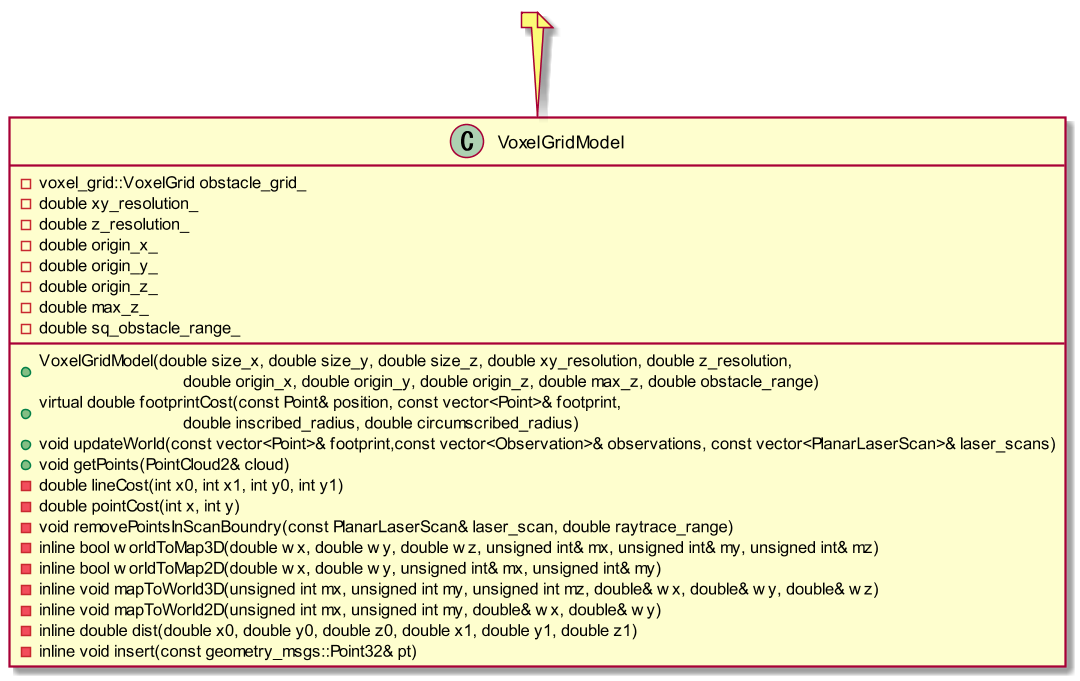 C VoxelGridModel
voxel_grid::VoxelGrid obstacle_grid_
double xy_resolution_
double z_resolution_
double origin_x_
double origin_y_
double origin_z_
double max_z_
double sq_obstacle_range_
VoxelGridModel(double size_x, double size_y, double size_z, double xy_resolution, double z_resolution,
double origin_x, double origin_y, double origin_z, double max_z, double obstacle_range)
virtual double footprintCost(const Point& position, const vector<Point>& footprint,
double inscribed_radius, double circumscribed_radius)
void updateWorld(const vector<Point>& footprint,const vector<Observation>& observations, const vector<PlanarLaserScan>& laser_scans)
void getPoints(PointCloud2& cloud)
double lineCost(int x0, int x1, int y0, int y1)
double pointCost(int x, int y)
void removePointsInScanBoundry(const PlanarLaserScan& laser_scan, double raytrace_range)
inline bool worldToMap3D(double wx, double wy, double wz, unsigned int& mx, unsigned int& my, unsigned int& mz)
inline bool worldToMap2D(double wx, double wy, unsigned int& mx, unsigned int& my)
inline void mapToWorld3D(unsigned int mx, unsigned int my, unsigned int mz, double& wx, double& wy, double& wz)
inline void mapToWorld2D(unsigned int mx, unsigned int my, double& wx, double& wy)
inline double dist(double x0, double y0, double z0, double x1, double y1, double z1)
inline void insert(const geometry_msgs::Point32& pt)